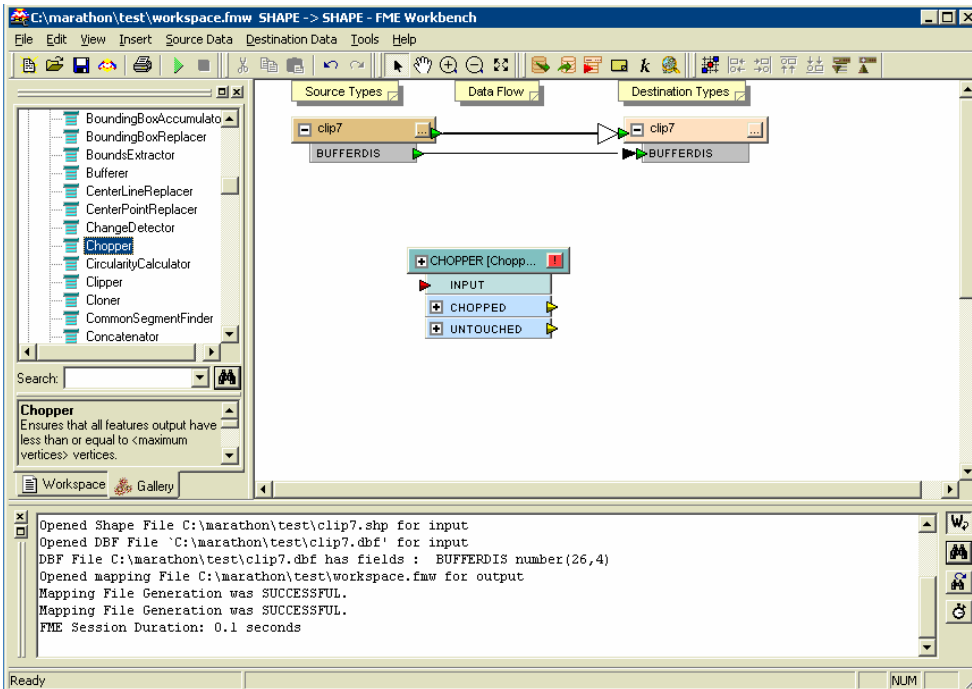 C:\marathon\test\workspace.fmw SHAPE -> SHAPE - FME Workbench
File Edit View Insert Source Data Destination Data Tools Help
BoundingBoxAccumulato
BoundingBoxReplacer
BoundsExtractor
Bufferer
CenterLineReplacer
CenterPointReplacer
ChangeDetector
Chopper
CircularityCalculator
Clipper
Cloner
CommonSegmentFinder
Concatenator
Search:
Chopper
Ensures that all features output have
less than or equal to <maximum
vertices> vertices.
Workspace Gallery
Source Types Data Flow Destination Types
clip7 ... clip7 ...
BUFFERDIS BUFFERDIS
CHOPPER [Chopp... !
INPUT
CHOPPED
UNTOUCHED
Opened Shape File C:\marathon\test\clip7.shp for input
Opened DBF File `C:\marathon\test\clip7.dbf' for input
DBF File C:\marathon\test\clip7.dbf has fields : BUFFERDIS number(26,4)
Opened mapping File C:\marathon\test\workspace.fmw for output
Mapping File Generation was SUCCESSFUL.
Mapping File Generation was SUCCESSFUL.
FME Session Duration: 0.1 seconds
Ready NUM